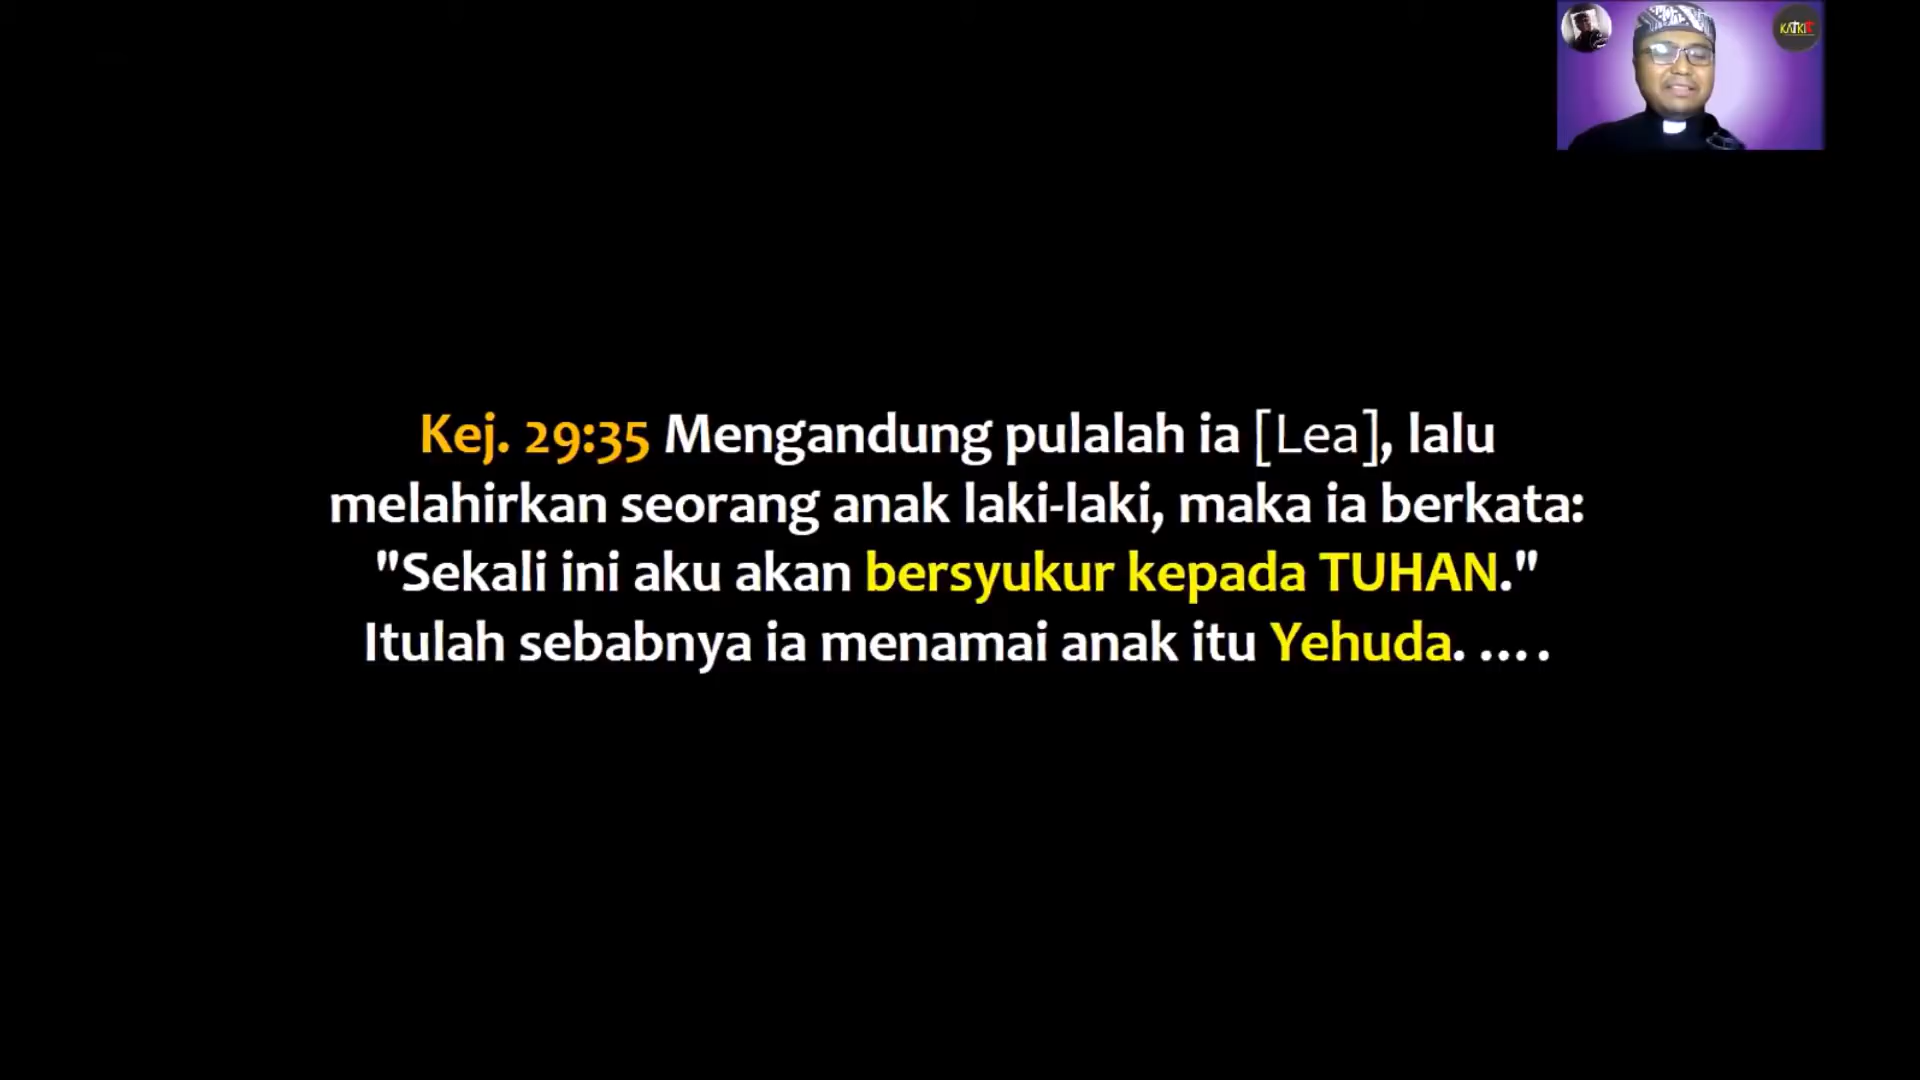 KATKIT
Kej. 29:35 Mengandung pulalah ia [Lea], lalu
melahirkan seorang anak laki-laki, maka ia berkata:
"Sekali ini aku akan bersyukur kepada TUHAN."
Itulah sebabnya ia menamai anak itu Yehuda. ....